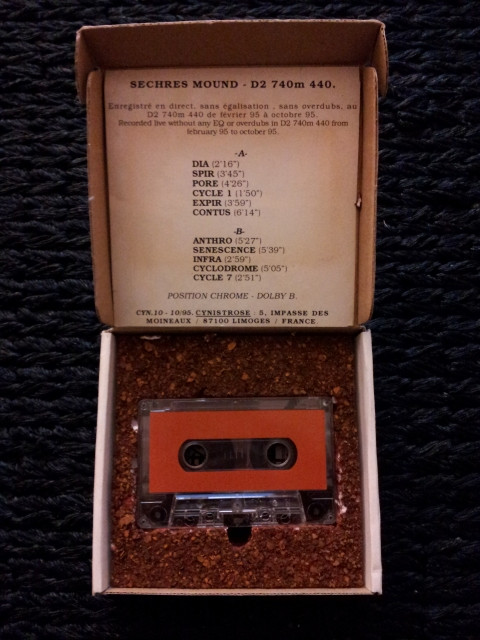 SECHRES MOUND - D2 740m 440.
Enregistré en direct, sans égalisation , sans overdubs, au
D2 740m 440 de février 95 à octobre 95.
Recorded live without any EQ or overdubs in D2 740m 440 from
february 95 to october 95.
-A-
DIA (2'16")
SPIR (3'45")
PORE (4'26")
CYCLE 1 (1'50")
EXPIR (3'59")
CONTUS (6'14")
-B-
ANTHRO (5'27")
SENESCENCE (5'39")
INFRA (2'59")
CYCLODROME (5'05")
CYCLE 7 (2'51")
POSITION CHROME - DOLBY B.
CYN.10 - 10/95. CYNISTROSE : 5, IMPASSE DES
MOINEAUX / 87100 LIMOGES / FRANCE